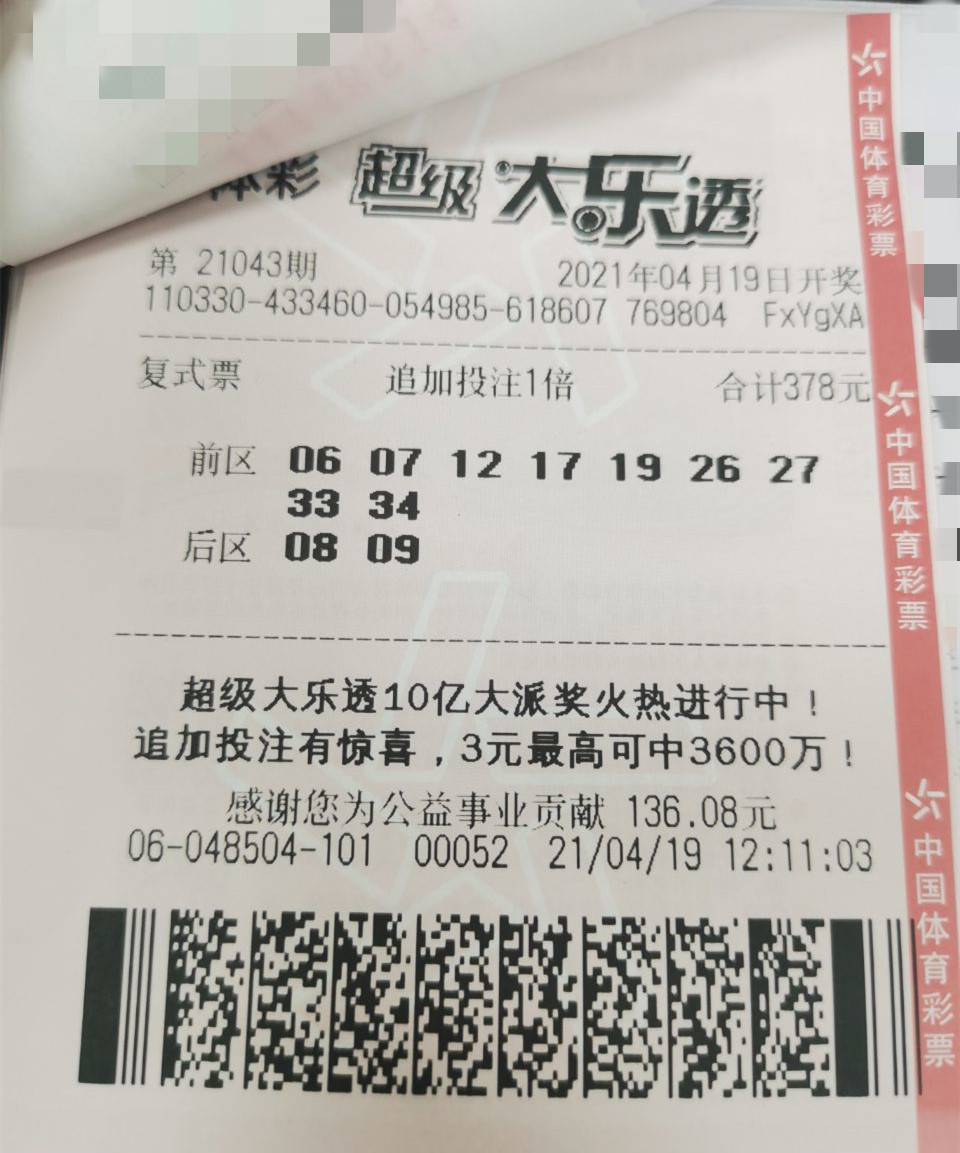 体彩 超级大乐透
第 21043期 2021年04月19日开奖
110330-433460-054985-618607 769804 FxYgXA
复式票 追加投注1倍 合计378元
前区 06 07 12 17 19 26 27
33 34
后区 08 09
超级大乐透10亿大派奖火热进行中！
追加投注有惊喜，3元最高可中3600万！
感谢您为公益事业贡献 136.08元
06-048504-101 00052 21/04/19 12:11:03
中国体育彩票
中国体育彩票
中国体育彩票